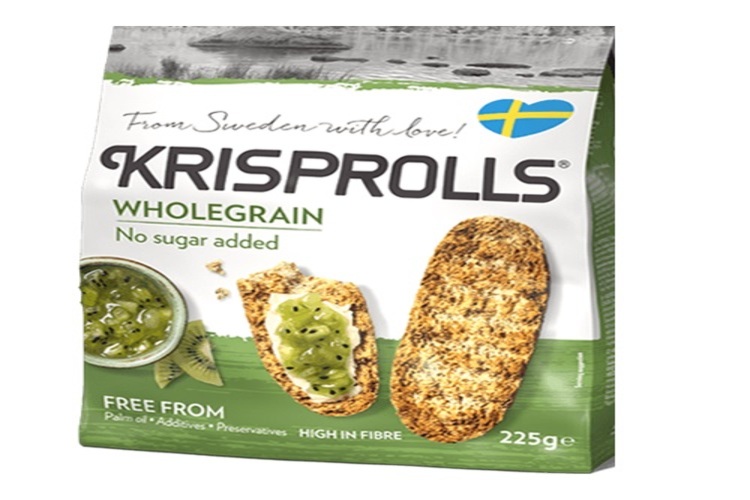 From Sweden with love!
KRISPROLLS®
WHOLEGRAIN
No sugar added
FREE FROM
Palm oil • Additives • Preservatives
HIGH IN FIBRE
225g℮